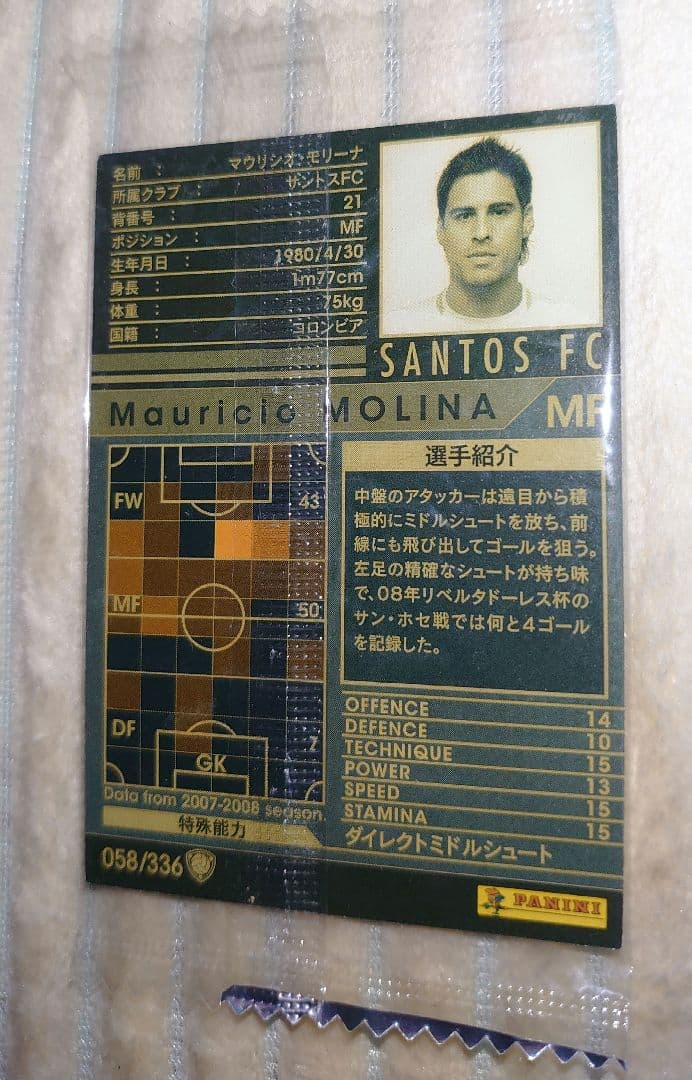 名前 : マウリシオ・モリーナ
所属クラブ : サントスFC
背番号 : 21
ポジション : MF
生年月日 : 1980/4/30
身長 : 1m77cm
体重 : 75kg
国籍 : コロンビア
SANTOS FC
Mauricio MOLINA MF
FW 43
MF 50
DF 7
GK
Data from 2007-2008 season
選手紹介
中盤のアタッカーは遠目から積
極的にミドルシュートを放ち、前
線にも飛び出してゴールを狙う。
左足の精確なシュートが持ち味
で、08年リベルタドーレス杯の
サン・ホセ戦では何と4ゴール
を記録した。
OFFENCE 14
DEFENCE 10
TECHNIQUE 15
POWER 13
SPEED 15
STAMINA 15
特殊能力 ダイレクトミドルシュート
058/336
PANINI